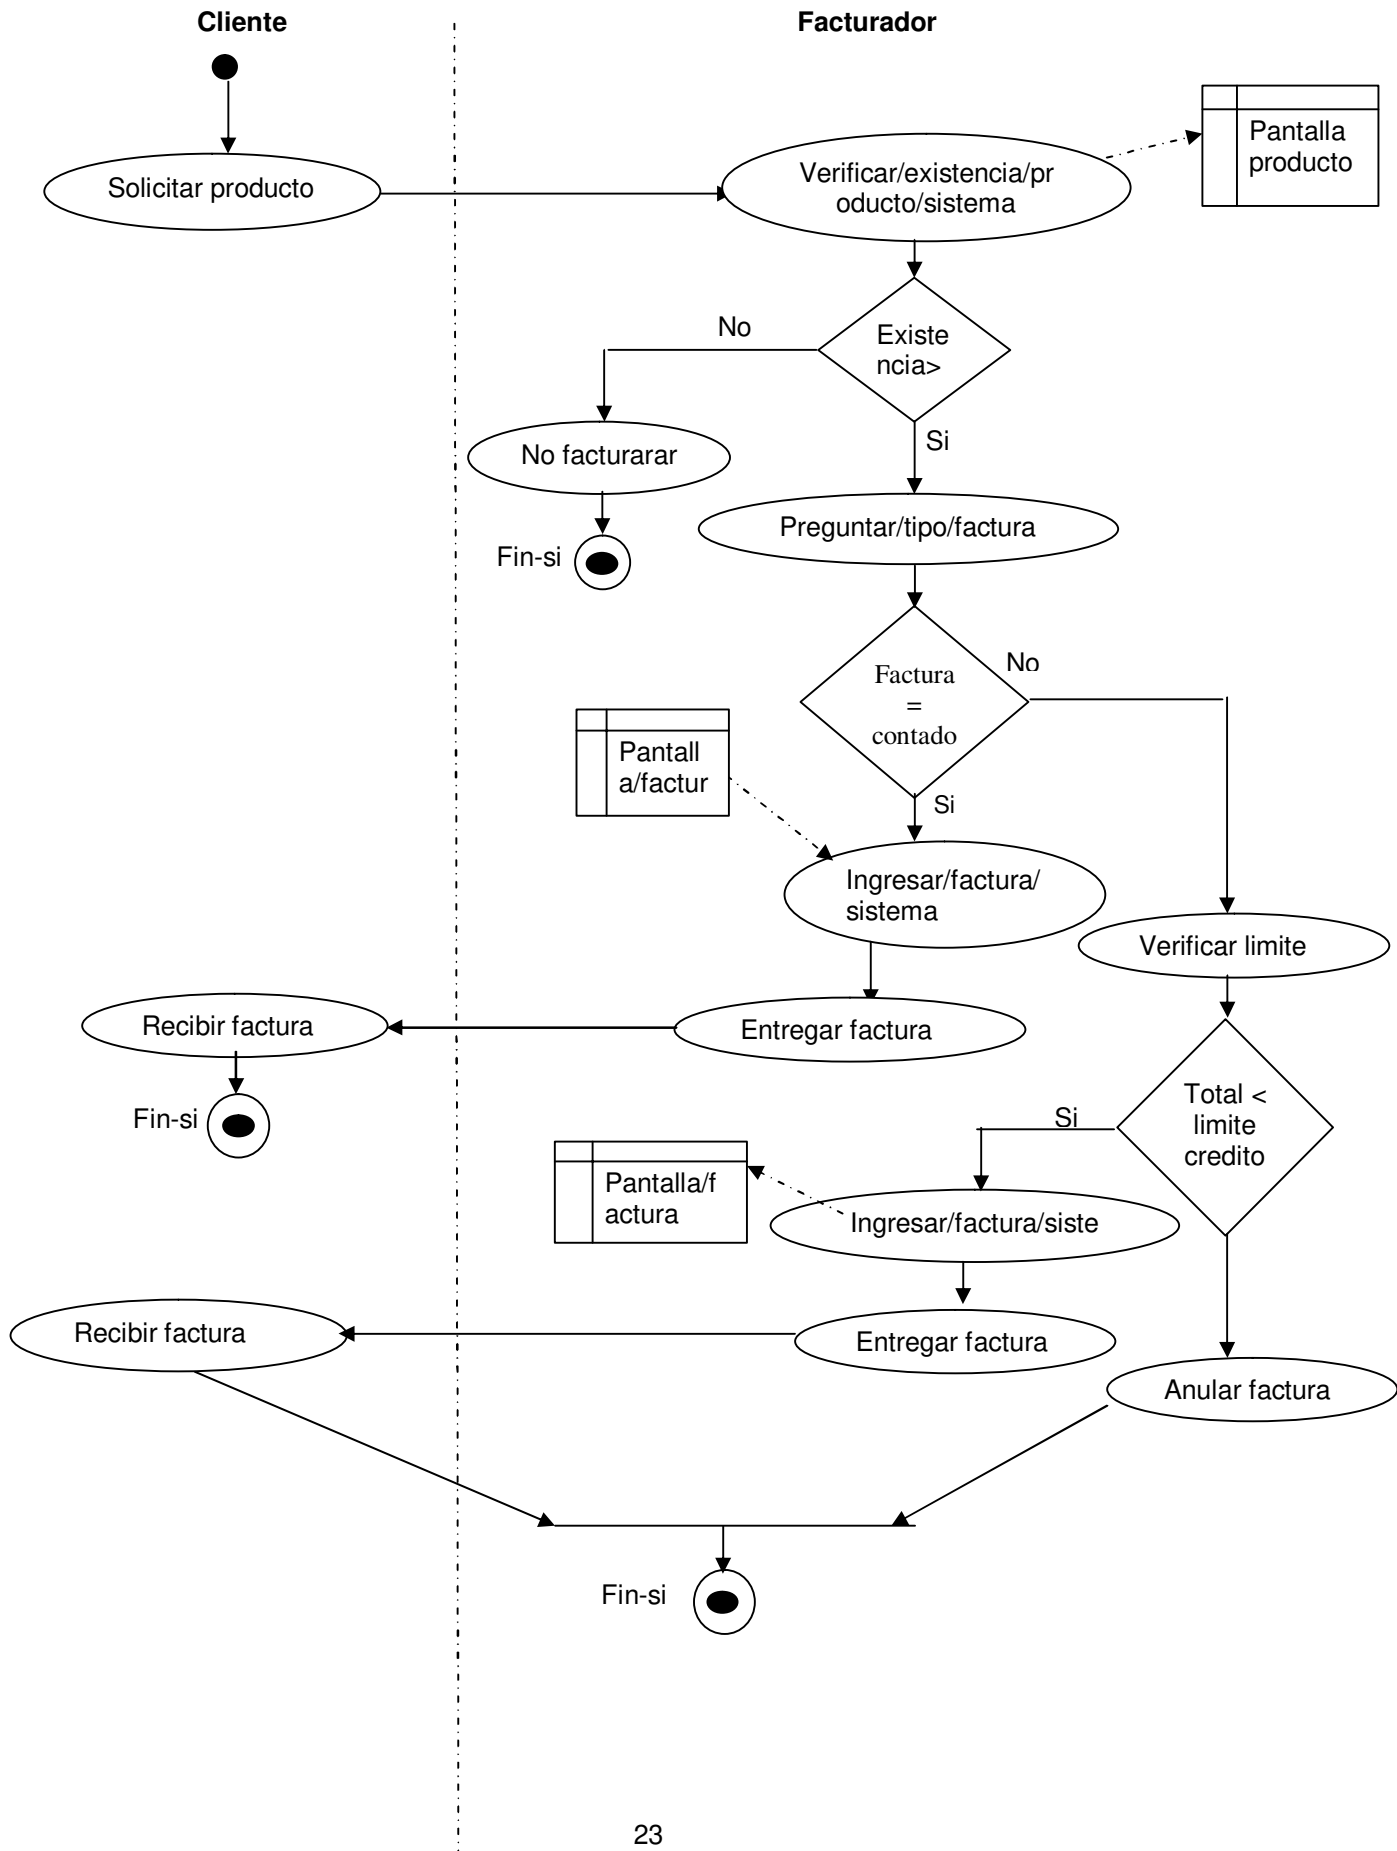 Cliente
Facturador
Pantalla
producto
Solicitar producto
Verificar/existencia/pr
oducto/sistema
No
Existe
ncia>
Si
No facturarar
Preguntar/tipo/factura
Fin-si
No
Factura
=
contado
Pantall
a/factur
Si
Ingresar/factura/
sistema
Verificar limite
Recibir factura
Entregar factura
Fin-si
Total <
limite
credito
Si
Pantalla/f
actura
Ingresar/factura/siste
Recibir factura
Entregar factura
Anular factura
Fin-si
23